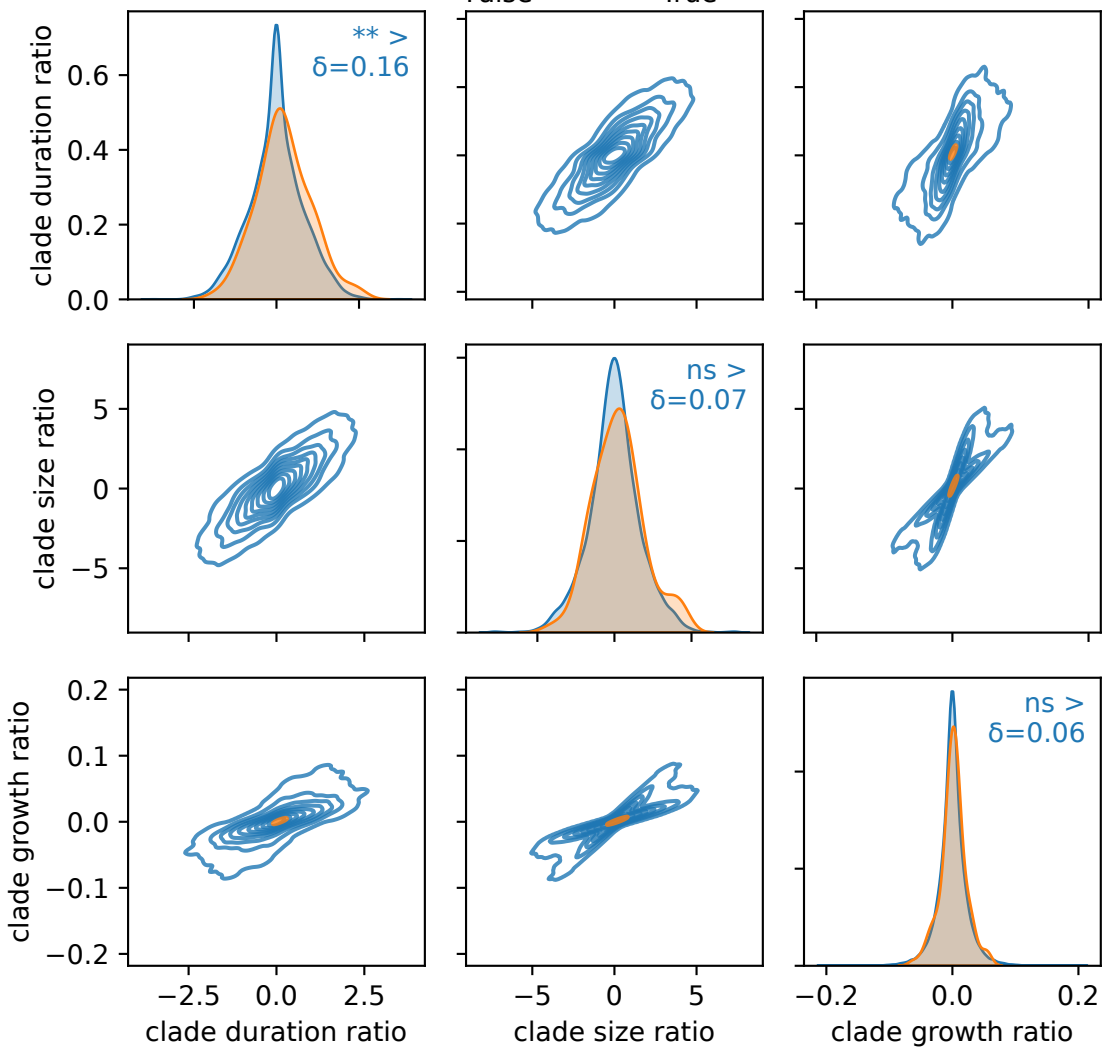 ** >
δ=0.16
clade duration ratio
0.6
0.4
0.2
0.0
ns >
δ=0.07
clade size ratio
5
0
−5
ns >
δ=0.06
clade growth ratio
0.2
0.1
0.0
−0.1
−0.2
−2.5 0.0 2.5
−5 0 5
−0.2 0.0 0.2
clade duration ratio
clade size ratio
clade growth ratio